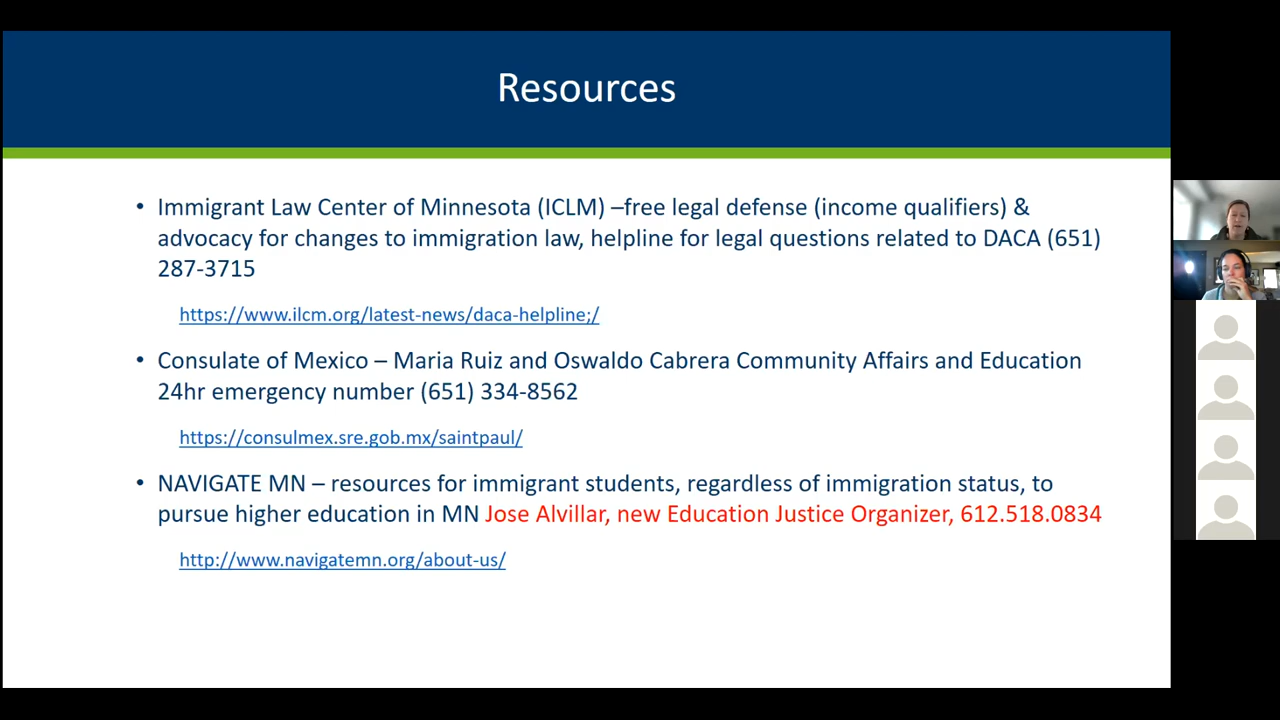 Resources
• Immigrant Law Center of Minnesota (ICLM) –free legal defense (income qualifiers) &
advocacy for changes to immigration law, helpline for legal questions related to DACA (651)
287-3715
https://www.ilcm.org/latest-news/daca-helpline;/
• Consulate of Mexico – Maria Ruiz and Oswaldo Cabrera Community Affairs and Education
24hr emergency number (651) 334-8562
https://consulmex.sre.gob.mx/saintpaul/
• NAVIGATE MN – resources for immigrant students, regardless of immigration status, to
pursue higher education in MN Jose Alvillar, new Education Justice Organizer, 612.518.0834
http://www.navigatemn.org/about-us/